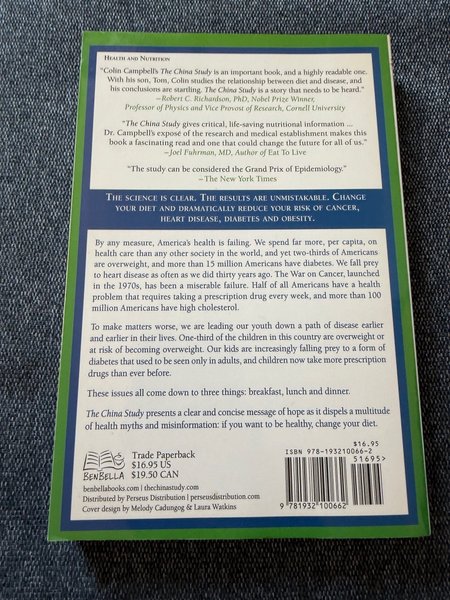 HEALTH AND NUTRITION
"Colin Campbell's The China Study is an important book, and a highly readable one.
With his son, Tom, Colin studies the relationship between diet and disease, and
his conclusions are startling. The China Study is a story that needs to be heard."
—Robert C. Richardson, PhD, Nobel Prize Winner,
Professor of Physics and Vice Provost of Research, Cornell University
"The China Study gives critical, life-saving nutritional information ...
Dr. Campbell's exposé of the research and medical establishment makes this
book a fascinating read and one that could change the future for all of us."
—Joel Fuhrman, MD, Author of Eat To Live
"The study can be considered the Grand Prix of Epidemiology."
—The New York Times
THE SCIENCE IS CLEAR. THE RESULTS ARE UNMISTAKABLE. CHANGE
YOUR DIET AND DRAMATICALLY REDUCE YOUR RISK OF CANCER,
HEART DISEASE, DIABETES AND OBESITY.
By any measure, America's health is failing. We spend far more, per capita, on
health care than any other society in the world, and yet two-thirds of Americans
are overweight, and more than 15 million Americans have diabetes. We fall prey
to heart disease as often as we did thirty years ago. The War on Cancer, launched
in the 1970s, has been a miserable failure. Half of all Americans have a health
problem that requires taking a prescription drug every week, and more than 100
million Americans have high cholesterol.
To make matters worse, we are leading our youth down a path of disease earlier
and earlier in their lives. One-third of the children in this country are overweight or
at risk of becoming overweight. Our kids are increasingly falling prey to a form of
diabetes that used to be seen only in adults, and children now take more prescription
drugs than ever before.
These issues all come down to three things: breakfast, lunch and dinner.
The China Study presents a clear and concise message of hope as it dispels a multitude
of health myths and misinformation: if you want to be healthy, change your diet.
BENBELLA
Trade Paperback
$16.95 US
$19.50 CAN
benbellabooks.com | thechinastudy.com
Distributed by Perseus Distribution | perseusdistribution.com
Cover design by Melody Cadungog & Laura Watkins
$16.95
ISBN 978-193210066-2
51695>
9 781932 100662